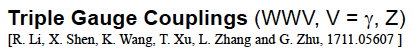 Triple Gauge Couplings (WWV, V = γ, Z)
[R. Li, X. Shen, K. Wang, T. Xu, L. Zhang and G. Zhu, 1711.05607 ]